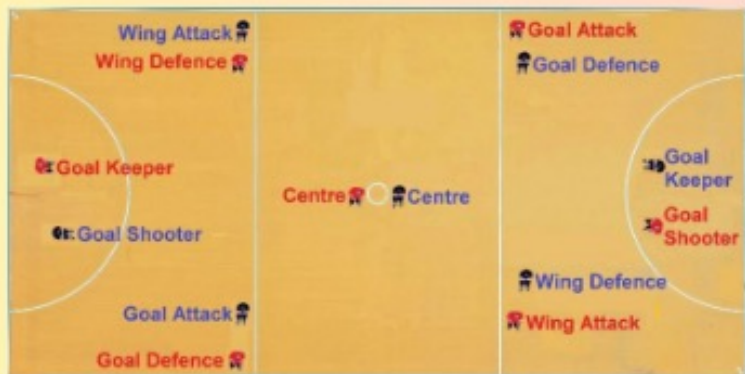 Wing Attack
Wing Defence
Goal Attack
Goal Defence
Goal Keeper
Goal Shooter
Centre
Centre
Goal
Keeper
Goal
Shooter
Goal Attack
Goal Defence
Wing Defence
Wing Attack